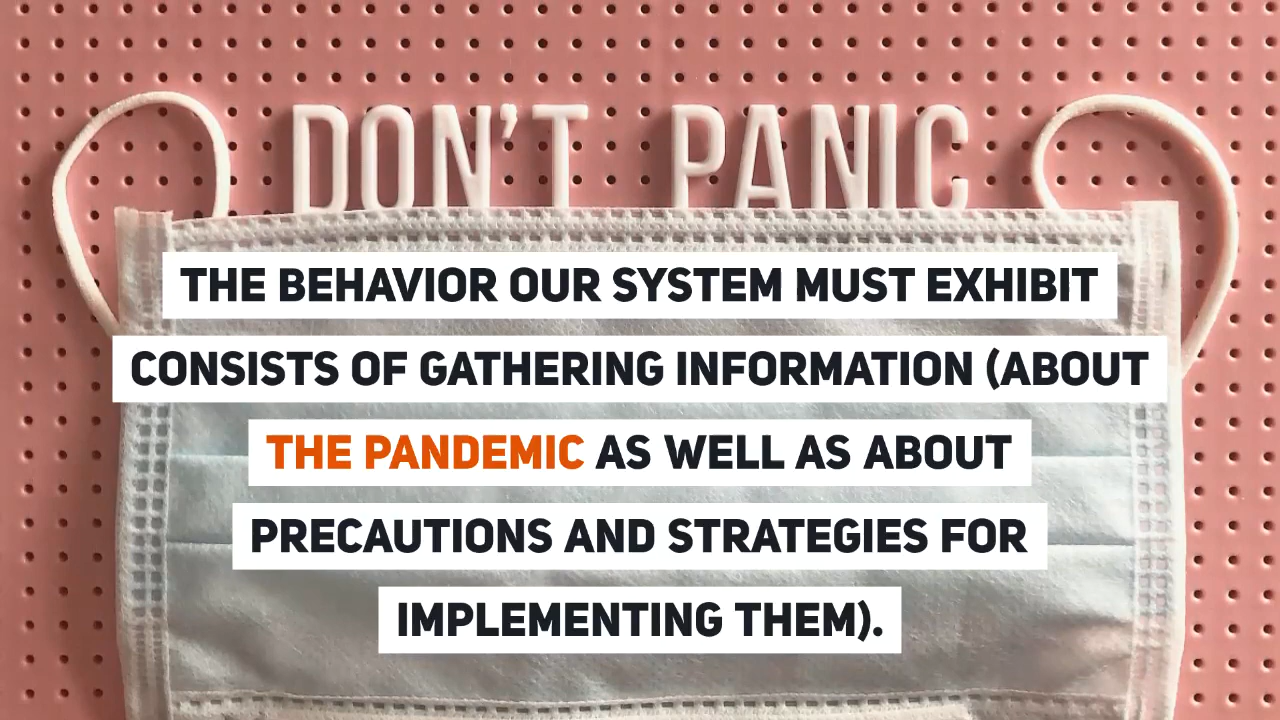 DON'T PANIC
THE BEHAVIOR OUR SYSTEM MUST EXHIBIT
CONSISTS OF GATHERING INFORMATION (ABOUT
THE PANDEMIC AS WELL AS ABOUT
PRECAUTIONS AND STRATEGIES FOR
IMPLEMENTING THEM).